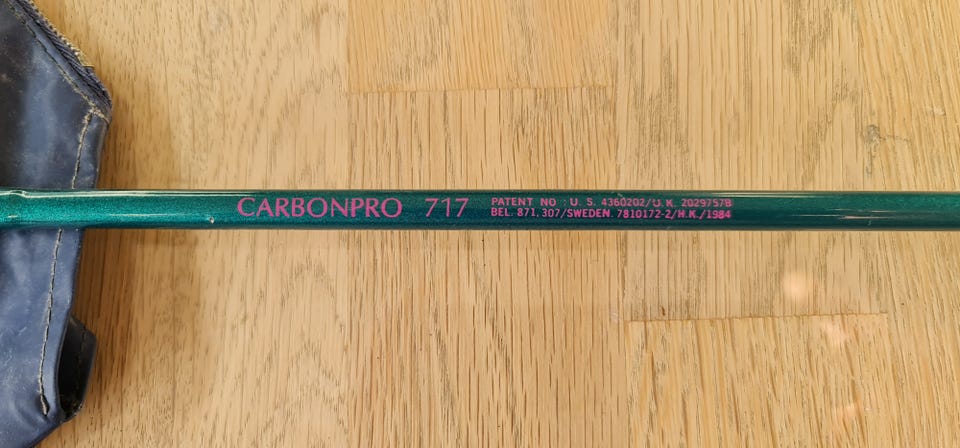 CARBONPRO 717
PATENT NO : U. S. 4360202/U.K. 2029757B
BEL. 871.307/SWEDEN. 7810172-2/H.K./1984